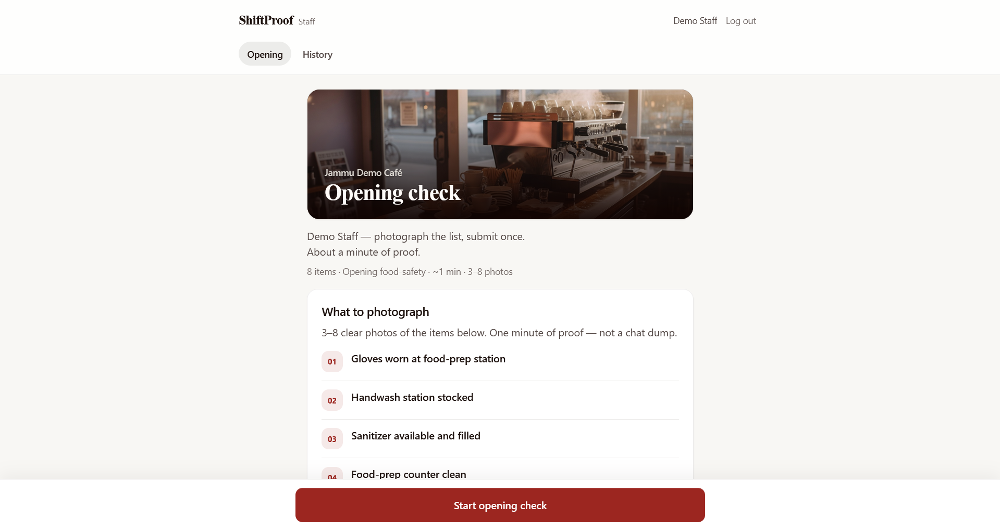 ShiftProof Staff
Demo Staff Log out
Opening History
Jammu Demo Café
Opening check
Demo Staff — photograph the list, submit once.
About a minute of proof.
8 items · Opening food-safety · ~1 min · 3–8 photos
What to photograph
3–8 clear photos of the items below. One minute of proof — not a chat dump.
01 Gloves worn at food-prep station
02 Handwash station stocked
03 Sanitizer available and filled
04 Food-prep counter clean
Start opening check